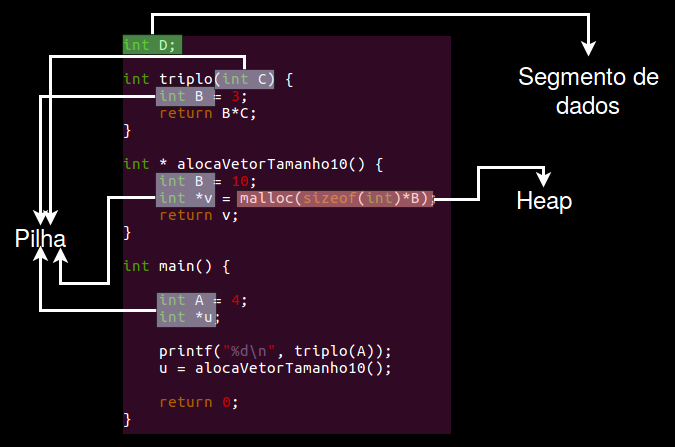 int D;
Segmento de
dados
int triplo(int C) {
int B = 3;
return B*C;
}
int * alocaVetorTamanho10() {
int B = 10;
int *v = malloc(sizeof(int)*B);
return v;
}
Heap
Pilha
int main() {
int A = 4;
int *u;
printf("%d\n", triplo(A));
u = alocaVetorTamanho10();
return 0;
}